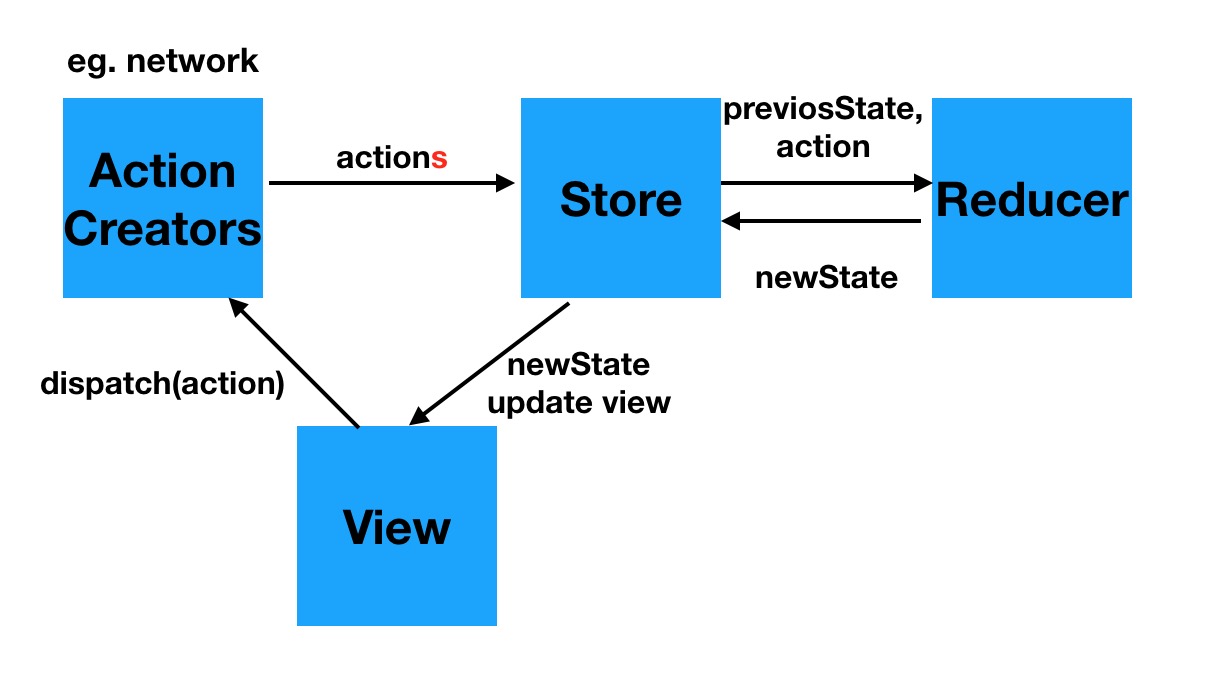 eg. network
Action
Creators
actions
Store
previosState,
action
Reducer
newState
dispatch(action)
newState
update view
View